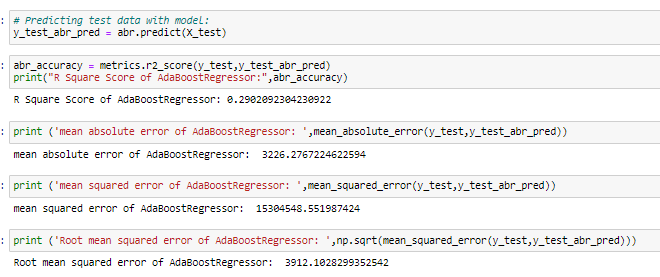 # Predicting test data with model:
y_test_abr_pred = abr.predict(X_test)
abr_accuracy = metrics.r2_score(y_test,y_test_abr_pred)
print("R Square Score of AdaBoostRegressor:",abr_accuracy)
R Square Score of AdaBoostRegressor: 0.2902092304230922
print ('mean absolute error of AdaBoostRegressor: ',mean_absolute_error(y_test,y_test_abr_pred))
mean absolute error of AdaBoostRegressor:  3226.2767224622594
print ('mean squared error of AdaBoostRegressor: ',mean_squared_error(y_test,y_test_abr_pred))
mean squared error of AdaBoostRegressor:  15304548.551987424
print ('Root mean squared error of AdaBoostRegressor: ',np.sqrt(mean_squared_error(y_test,y_test_abr_pred)))
Root mean squared error of AdaBoostRegressor:  3912.1028299352542